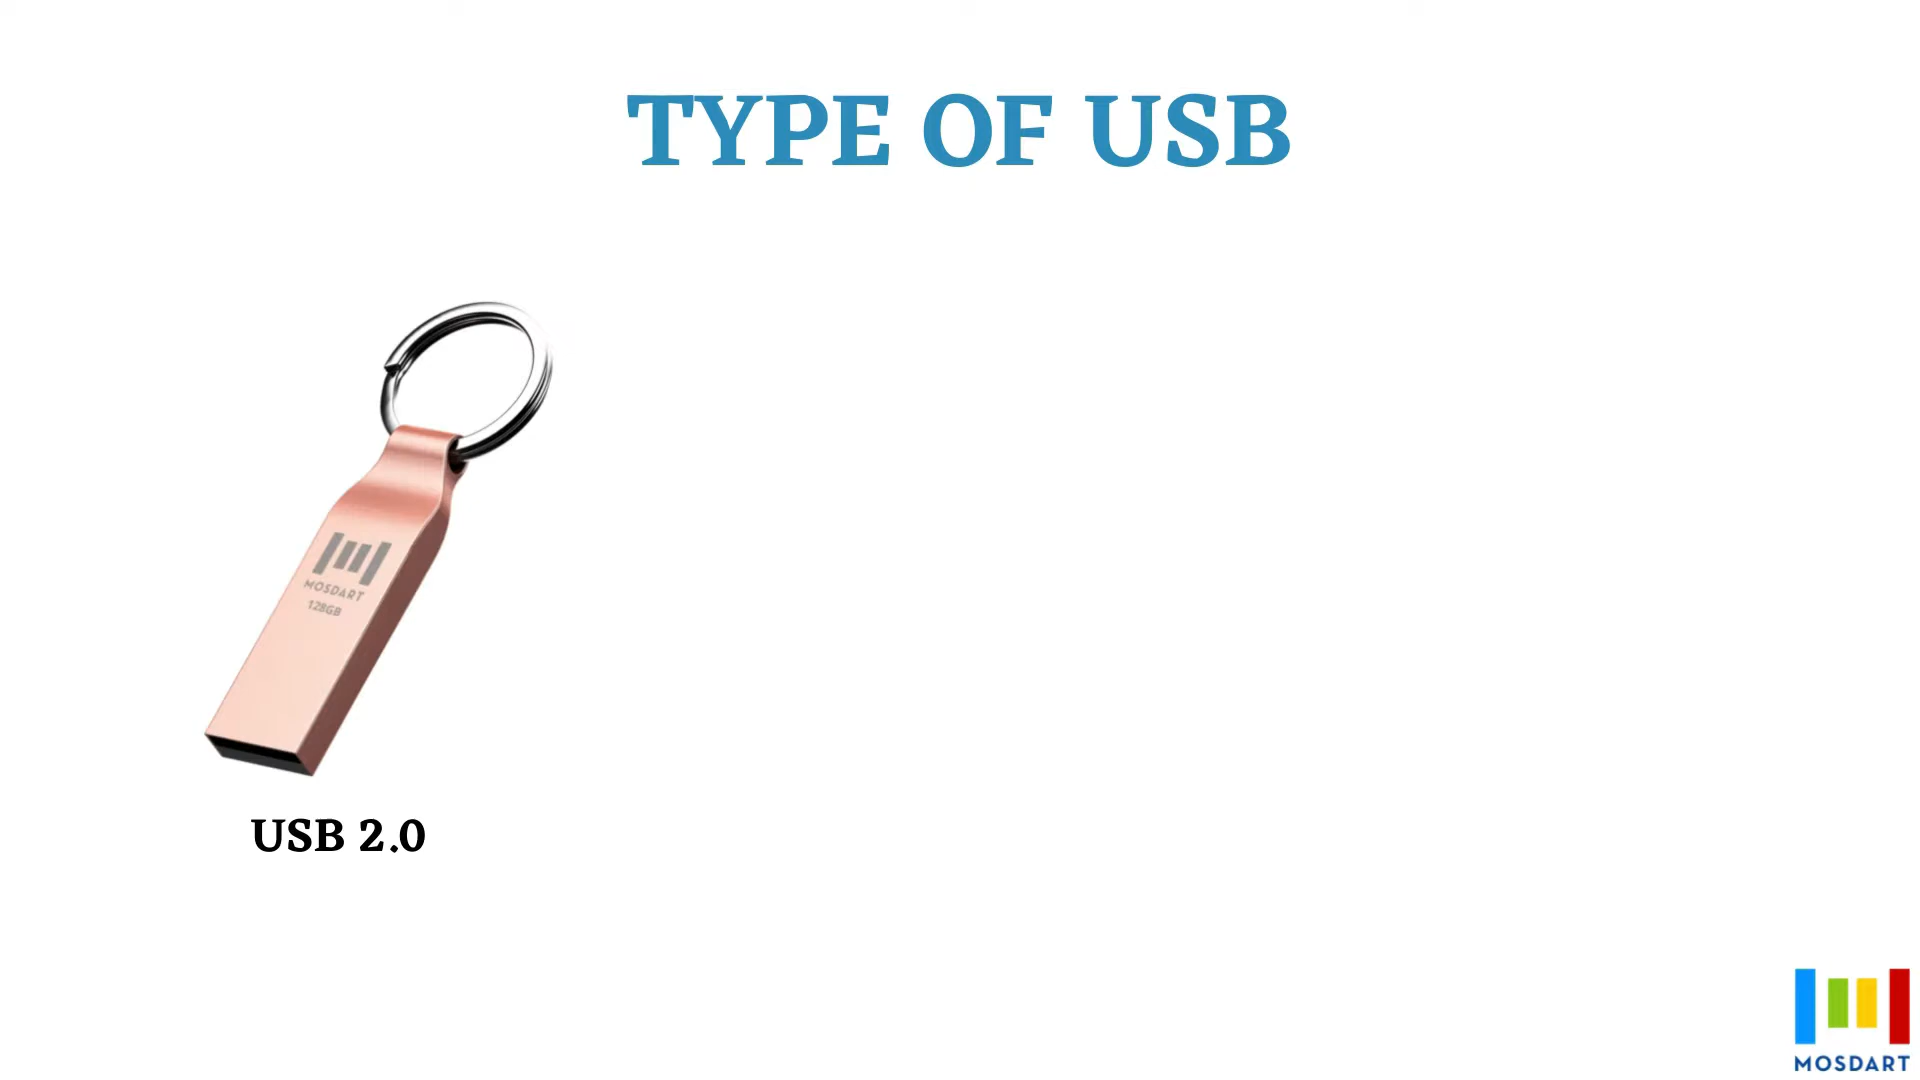 TYPE OF USB
MOSDART
128GB
USB 2.0
MOSDART